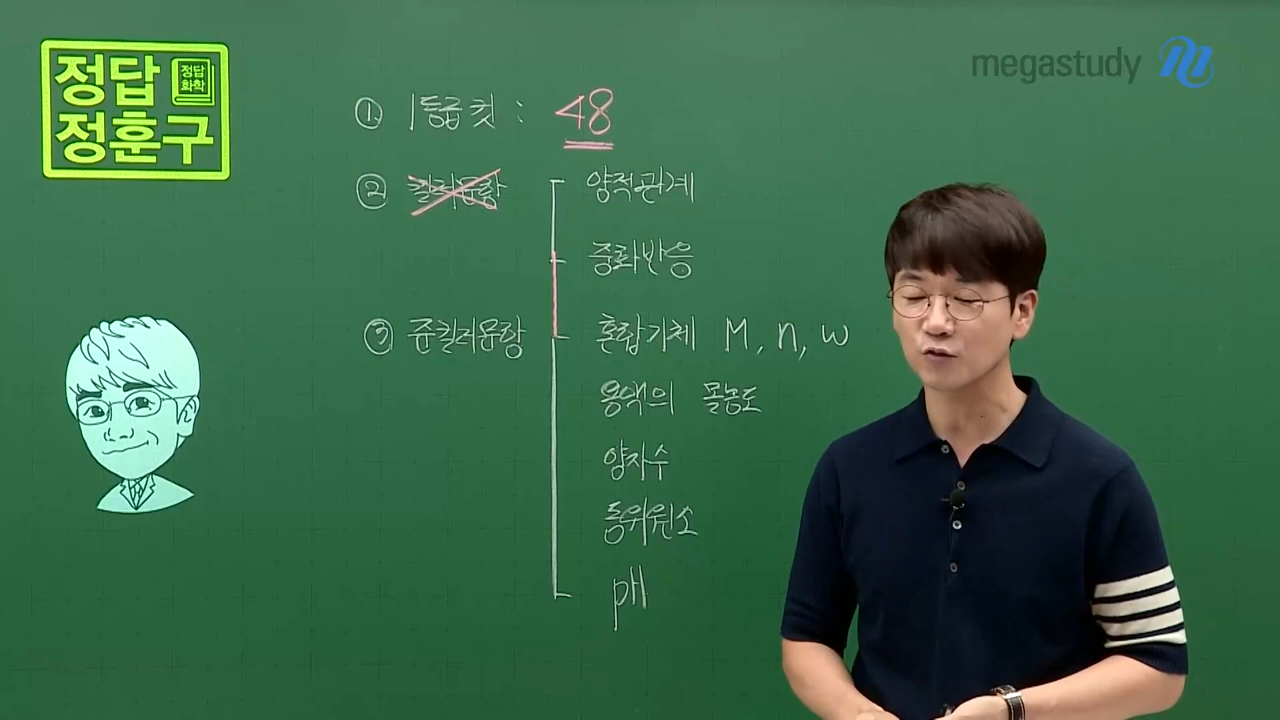 정답 정답 화학
정훈구
megastudy
① 1등급 컷 : 48
② 킬러문항
③ 준킬러문항
양적관계
중화반응
혼합기체 M, n, w
용액의 몰농도
양자수
동위원소
pH